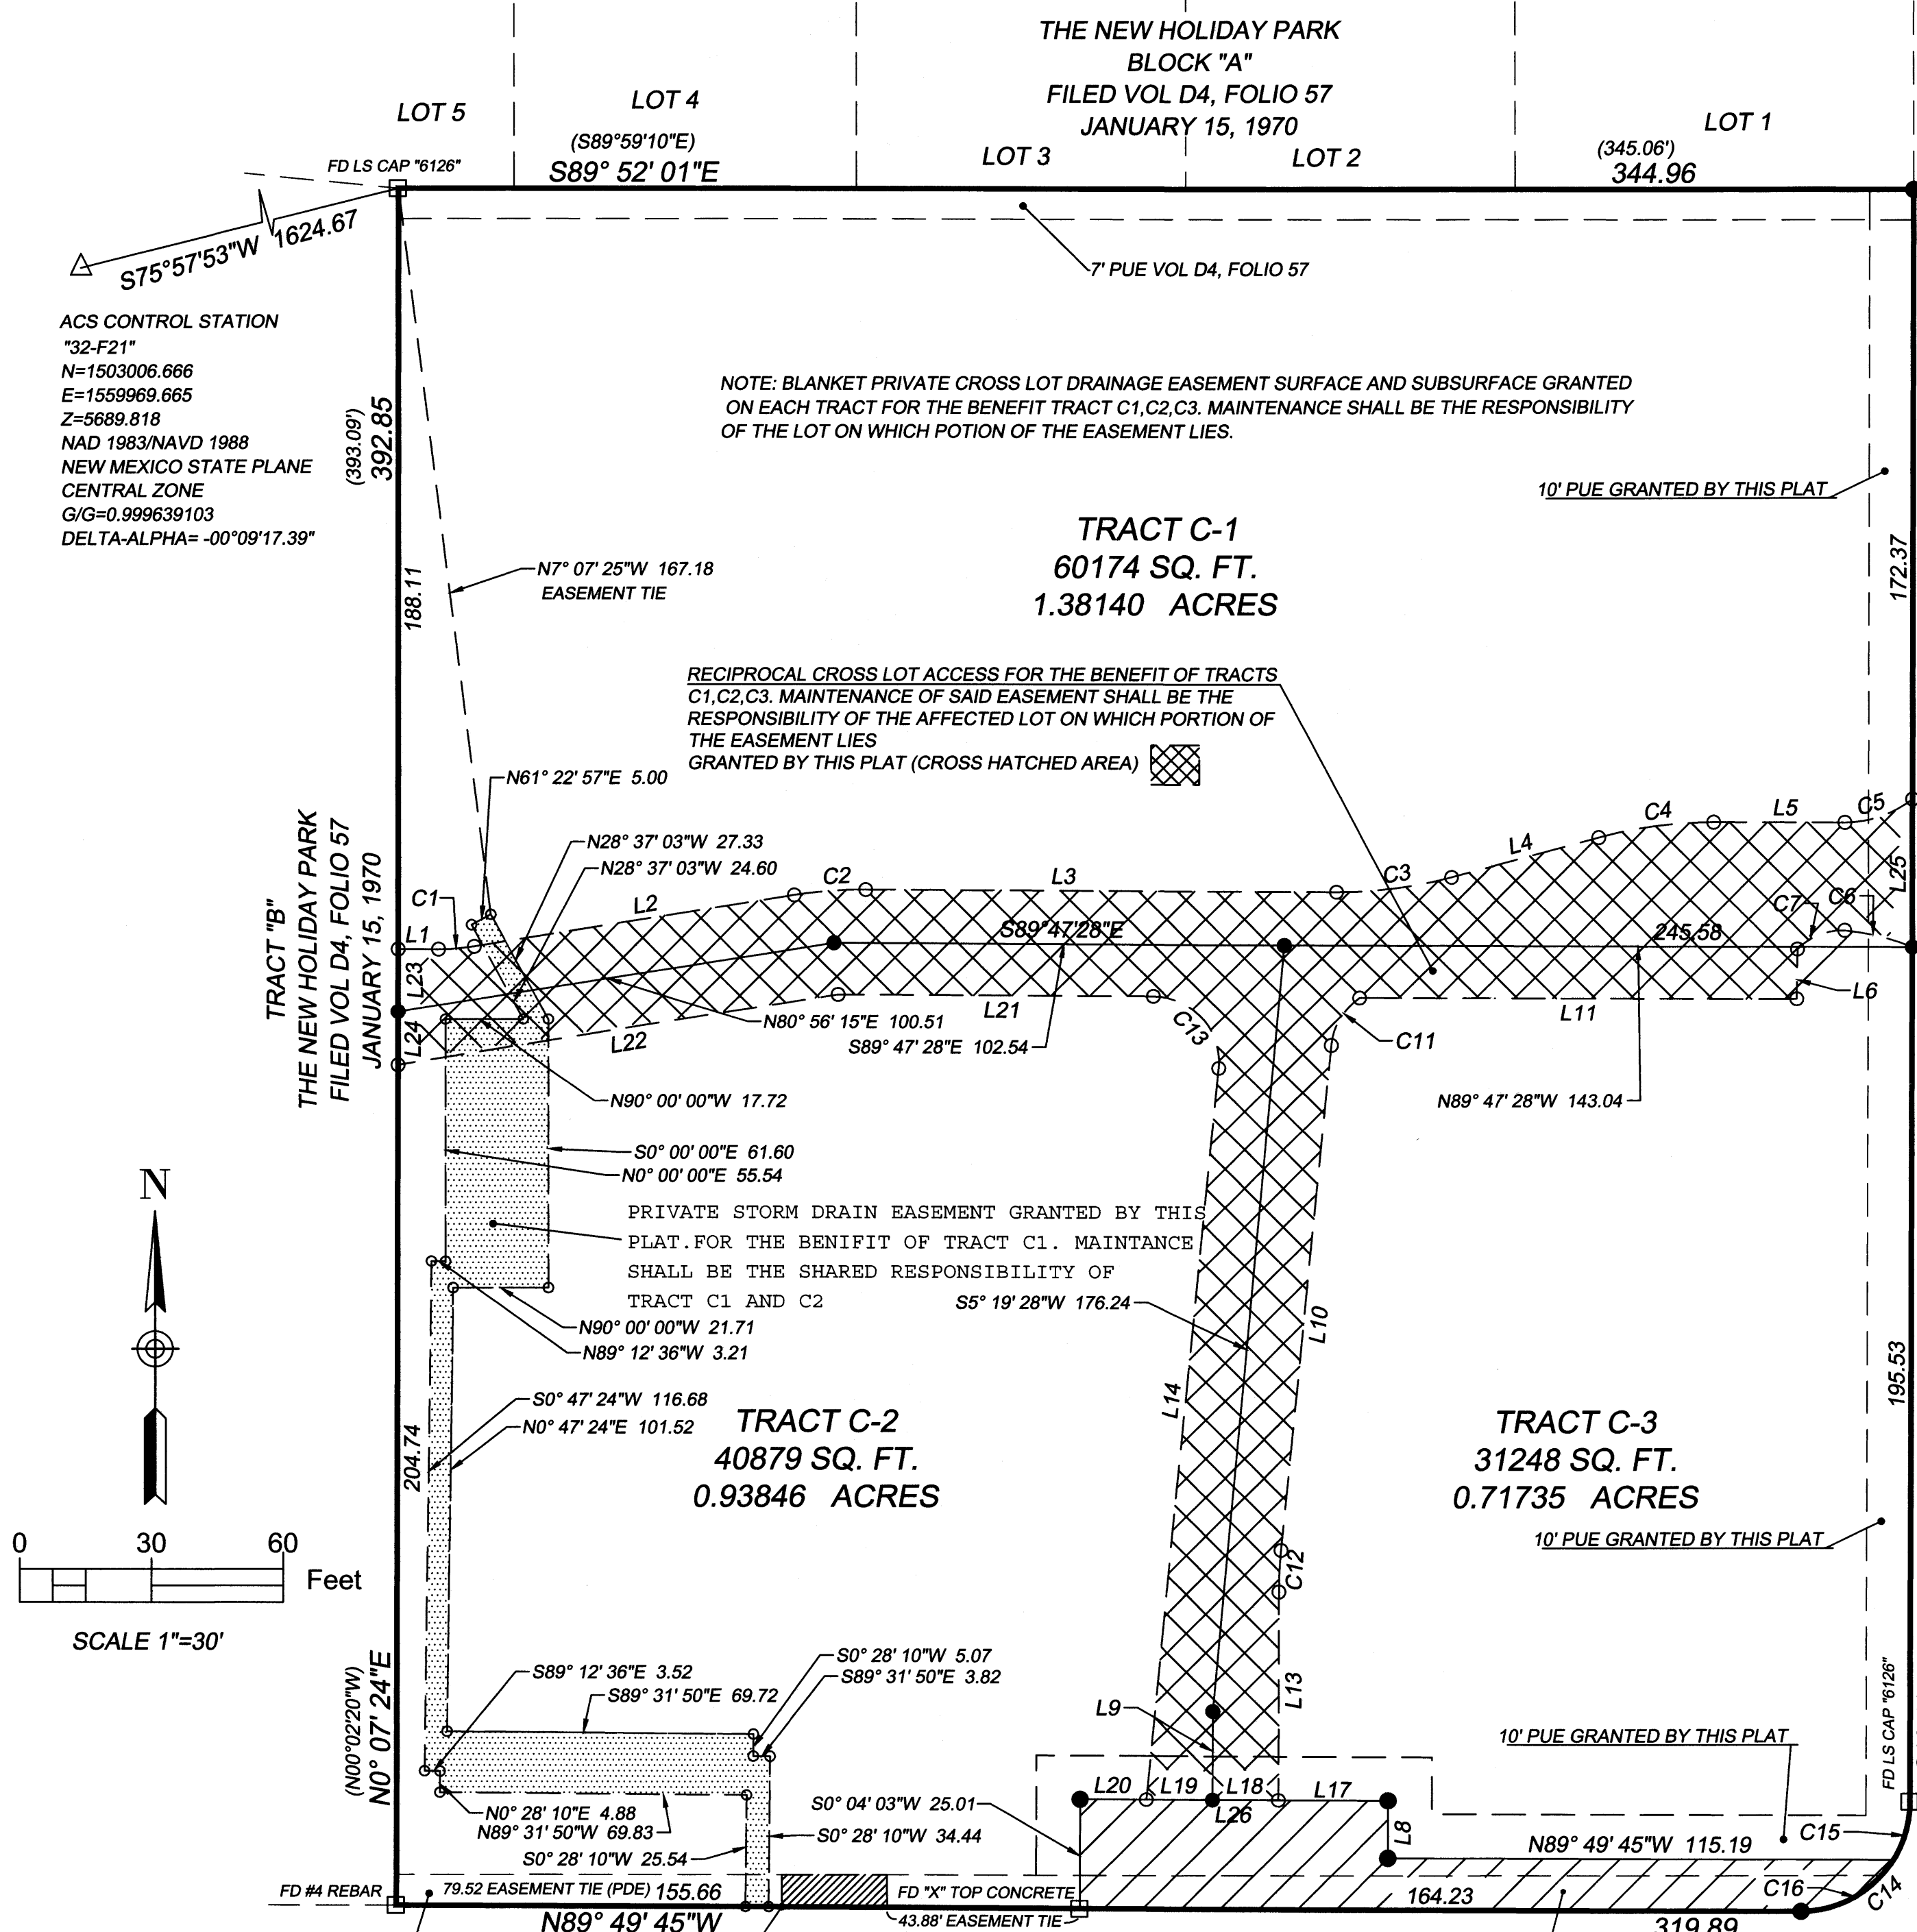 THE NEW HOLIDAY PARK
BLOCK "A"
FILED VOL D4, FOLIO 57
JANUARY 15, 1970
LOT 5
LOT 4
LOT 3
LOT 2
LOT 1
(S89°59'10"E)
S89° 52' 01"E
(345.06')
344.96
FD LS CAP "6126"
S75°57'53"W 1624.67
7' PUE VOL D4, FOLIO 57
ACS CONTROL STATION
"32-F21"
N=1503006.666
E=1559969.665
Z=5689.818
NAD 1983/NAVD 1988
NEW MEXICO STATE PLANE
CENTRAL ZONE
G/G=0.999639103
DELTA-ALPHA= -00°09'17.39"
(393.09')
392.85
NOTE: BLANKET PRIVATE CROSS LOT DRAINAGE EASEMENT SURFACE AND SUBSURFACE GRANTED
ON EACH TRACT FOR THE BENEFIT TRACT C1,C2,C3. MAINTENANCE SHALL BE THE RESPONSIBILITY
OF THE LOT ON WHICH POTION OF THE EASEMENT LIES.
10' PUE GRANTED BY THIS PLAT
TRACT C-1
60174 SQ. FT.
1.38140 ACRES
172.37
188.11
N7° 07' 25"W 167.18
EASEMENT TIE
RECIPROCAL CROSS LOT ACCESS FOR THE BENEFIT OF TRACTS
C1,C2,C3. MAINTENANCE OF SAID EASEMENT SHALL BE THE
RESPONSIBILITY OF THE AFFECTED LOT ON WHICH PORTION OF
THE EASEMENT LIES
GRANTED BY THIS PLAT (CROSS HATCHED AREA)
N61° 22' 57"E 5.00
N28° 37' 03"W 27.33
N28° 37' 03"W 24.60
TRACT "B"
THE NEW HOLIDAY PARK
FILED VOL D4, FOLIO 57
JANUARY 15, 1970
C1
L1
L2
C2
L3
C3
L4
C4
L5
C5
L25
C6
C7
L23
L24
S89°47'28"E
245.58
L6
L11
L21
L22
C13
C11
N80° 56' 15"E 100.51
S89° 47' 28"E 102.54
N89° 47' 28"W 143.04
N90° 00' 00"W 17.72
S0° 00' 00"E 61.60
N0° 00' 00"E 55.54
PRIVATE STORM DRAIN EASEMENT GRANTED BY THIS
PLAT.FOR THE BENIFIT OF TRACT C1. MAINTANCE
SHALL BE THE SHARED RESPONSIBILITY OF
TRACT C1 AND C2
S5° 19' 28"W 176.24
N90° 00' 00"W 21.71
N89° 12' 36"W 3.21
L10
L14
195.53
N
S0° 47' 24"W 116.68
N0° 47' 24"E 101.52
204.74
TRACT C-2
40879 SQ. FT.
0.93846 ACRES
TRACT C-3
31248 SQ. FT.
0.71735 ACRES
10' PUE GRANTED BY THIS PLAT
0 30 60
Feet
SCALE 1"=30'
C12
L13
(N00°02'20"W)
N0° 07' 24"E
S89° 12' 36"E 3.52
S89° 31' 50"E 69.72
S0° 28' 10"W 5.07
S89° 31' 50"E 3.82
L9
10' PUE GRANTED BY THIS PLAT
FD LS CAP "6126"
L20
L19
L18
L17
L26
L8
S0° 04' 03"W 25.01
N0° 28' 10"E 4.88
N89° 31' 50"W 69.83
S0° 28' 10"W 34.44
S0° 28' 10"W 25.54
N89° 49' 45"W 115.19
C15
C16
C14
FD #4 REBAR
79.52 EASEMENT TIE (PDE)
155.66
FD "X" TOP CONCRETE
43.88' EASEMENT TIE
164.23
N89° 49' 45"W
319.89